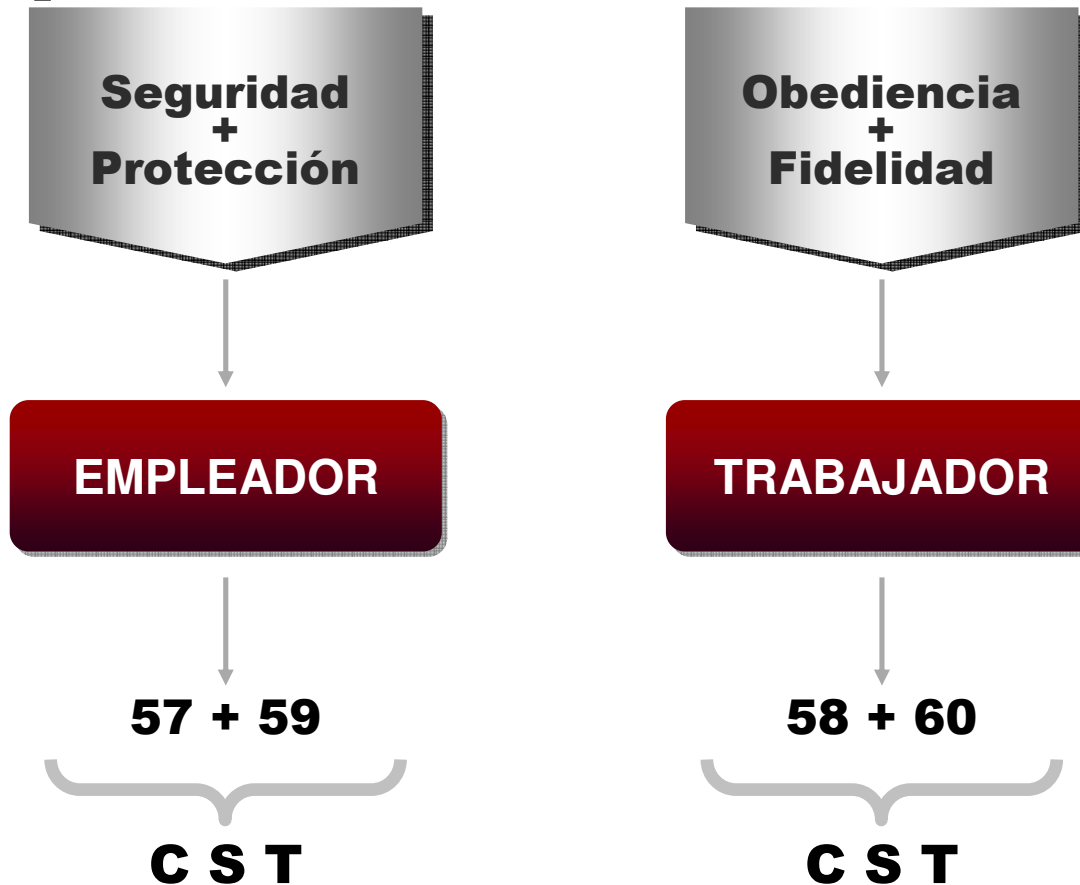 Seguridad
+
Protección
EMPLEADOR
57 + 59
C S T
Obediencia
+
Fidelidad
TRABAJADOR
58 + 60
C S T